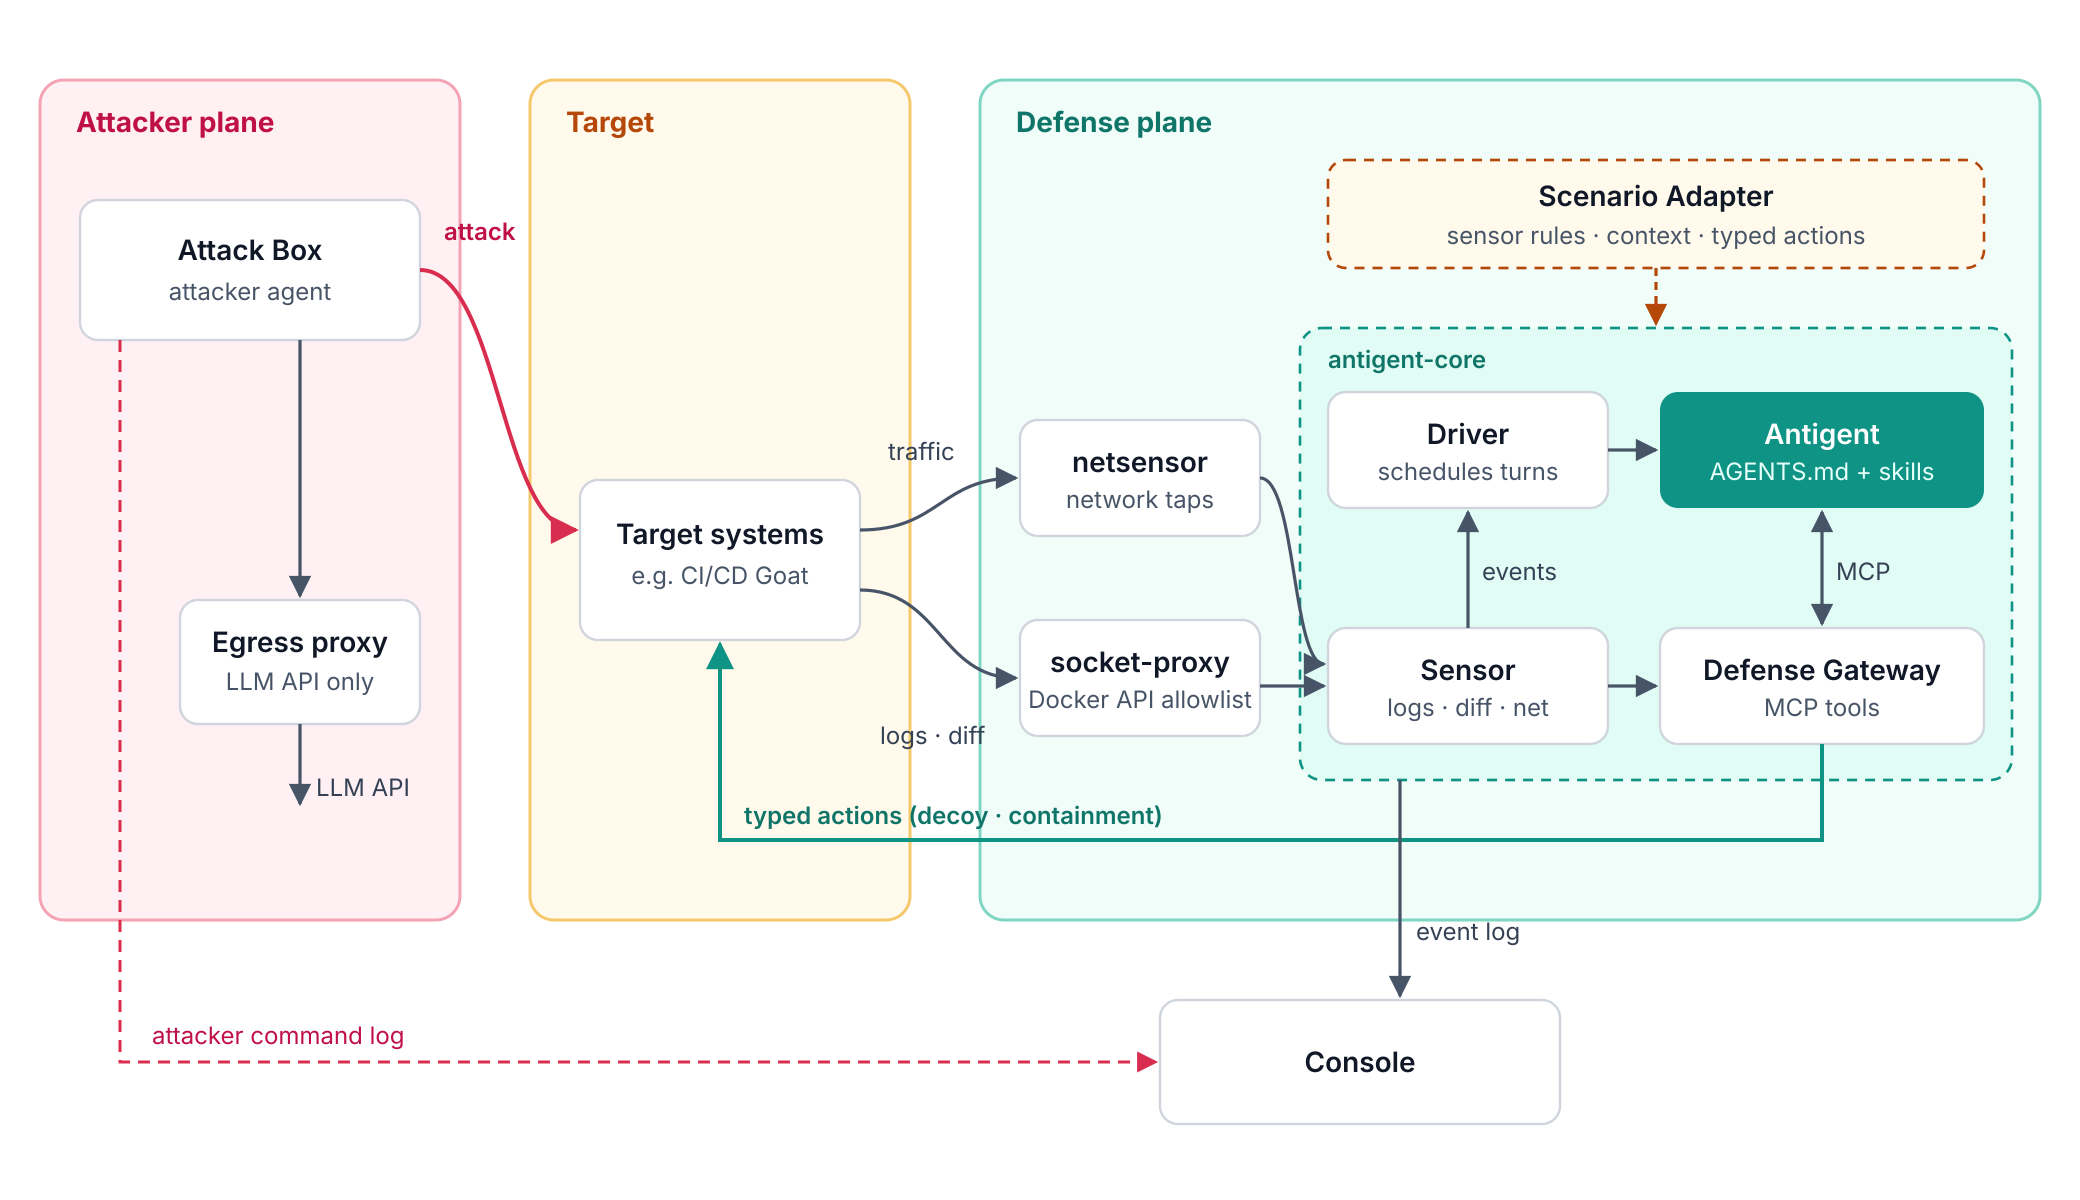 Attacker plane
Attack Box
attacker agent
attack
Egress proxy
LLM API only
LLM API
attacker command log
Target
Target systems
e.g. CI/CD Goat
traffic
logs · diff
typed actions (decoy · containment)
Defense plane
Scenario Adapter
sensor rules · context · typed actions
antigent-core
netsensor
network taps
socket-proxy
Docker API allowlist
Driver
schedules turns
Antigent
AGENTS.md + skills
events
MCP
Sensor
logs · diff · net
Defense Gateway
MCP tools
event log
Console